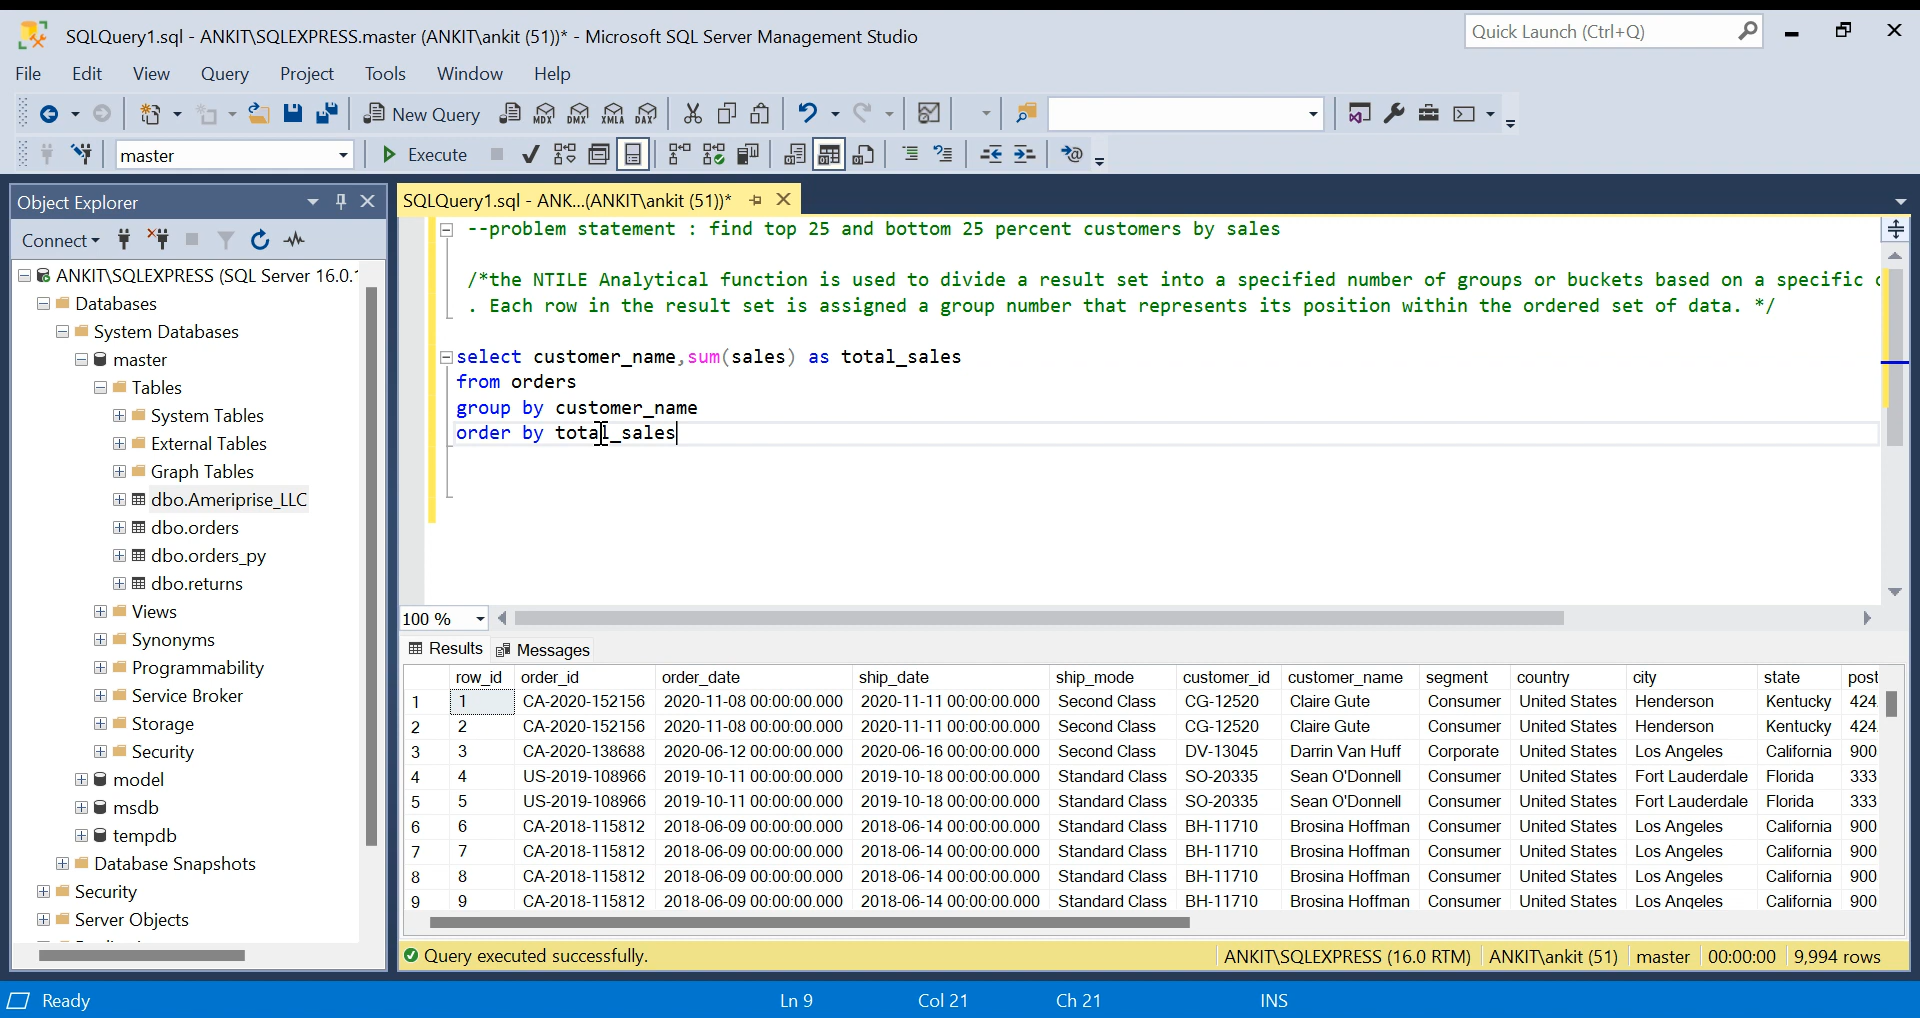 SQLQuery1.sql - ANKIT\SQLEXPRESS.master (ANKIT\ankit (51))* - Microsoft SQL Server Management Studio
Quick Launch (Ctrl+Q)
File Edit View Query Project Tools Window Help
New Query MDX DMX XMLA DAX
master Execute
Object Explorer
Connect
ANKIT\SQLEXPRESS (SQL Server 16.0.
Databases
System Databases
master
Tables
System Tables
External Tables
Graph Tables
dbo.Ameriprise_LLC
dbo.orders
dbo.orders_py
dbo.returns
Views
Synonyms
Programmability
Service Broker
Storage
Security
model
msdb
tempdb
Database Snapshots
Security
Server Objects
SQLQuery1.sql - ANK...(ANKIT\ankit (51))*
--problem statement : find top 25 and bottom 25 percent customers by sales
/*the NTILE Analytical function is used to divide a result set into a specified number of groups or buckets based on a specific
. Each row in the result set is assigned a group number that represents its position within the ordered set of data. */
select customer_name,sum(sales) as total_sales
from orders
group by customer_name
order by total_sales
100 %
Results Messages
row_id order_id order_date ship_date ship_mode customer_id customer_name segment country city state post
1 1 CA-2020-152156 2020-11-08 00:00:00.000 2020-11-11 00:00:00.000 Second Class CG-12520 Claire Gute Consumer United States Henderson Kentucky 424
2 2 CA-2020-152156 2020-11-08 00:00:00.000 2020-11-11 00:00:00.000 Second Class CG-12520 Claire Gute Consumer United States Henderson Kentucky 424
3 3 CA-2020-138688 2020-06-12 00:00:00.000 2020-06-16 00:00:00.000 Second Class DV-13045 Darrin Van Huff Corporate United States Los Angeles California 900
4 4 US-2019-108966 2019-10-11 00:00:00.000 2019-10-18 00:00:00.000 Standard Class SO-20335 Sean O'Donnell Consumer United States Fort Lauderdale Florida 333
5 5 US-2019-108966 2019-10-11 00:00:00.000 2019-10-18 00:00:00.000 Standard Class SO-20335 Sean O'Donnell Consumer United States Fort Lauderdale Florida 333
6 6 CA-2018-115812 2018-06-09 00:00:00.000 2018-06-14 00:00:00.000 Standard Class BH-11710 Brosina Hoffman Consumer United States Los Angeles California 900
7 7 CA-2018-115812 2018-06-09 00:00:00.000 2018-06-14 00:00:00.000 Standard Class BH-11710 Brosina Hoffman Consumer United States Los Angeles California 900
8 8 CA-2018-115812 2018-06-09 00:00:00.000 2018-06-14 00:00:00.000 Standard Class BH-11710 Brosina Hoffman Consumer United States Los Angeles California 900
9 9 CA-2018-115812 2018-06-09 00:00:00.000 2018-06-14 00:00:00.000 Standard Class BH-11710 Brosina Hoffman Consumer United States Los Angeles California 900
Query executed successfully. ANKIT\SQLEXPRESS (16.0 RTM) ANKIT\ankit (51) master 00:00:00 9,994 rows
Ready Ln 9 Col 21 Ch 21 INS